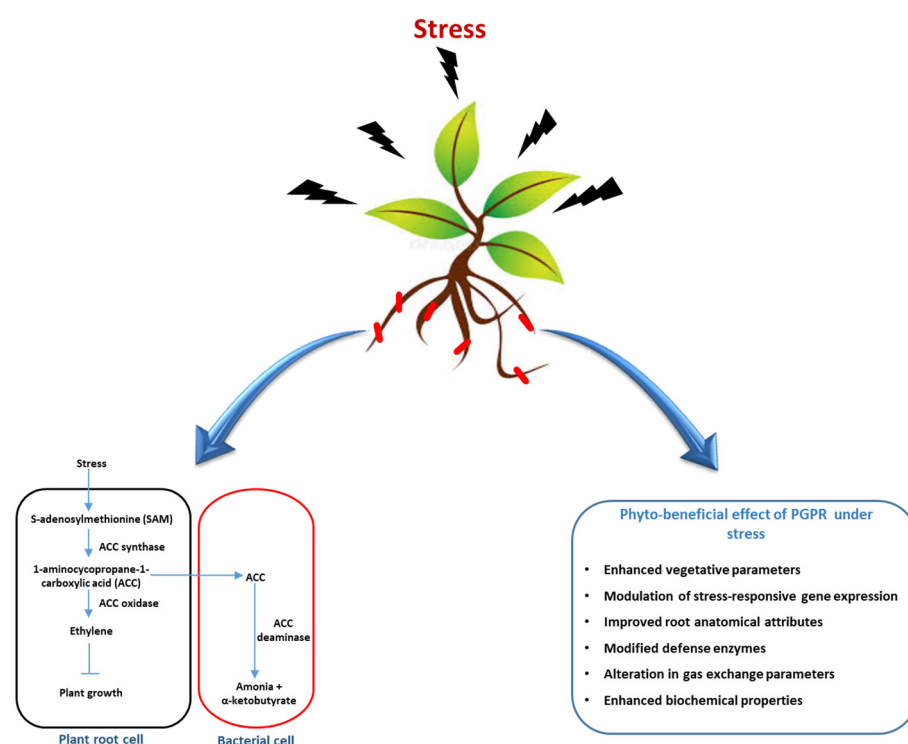 Stress
Stress
S-adenosylmethionine (SAM)
ACC synthase
1-aminocycopropane-1-
carboxylic acid (ACC)
ACC oxidase
Ethylene
Plant growth
Plant root cell
ACC
ACC
deaminase
Amonia +
α-ketobutyrate
Bacterial cell
Phyto-beneficial effect of PGPR under
stress
• Enhanced vegetative parameters
• Modulation of stress-responsive gene expression
• Improved root anatomical attributes
• Modified defense enzymes
• Alteration in gas exchange parameters
• Enhanced biochemical properties